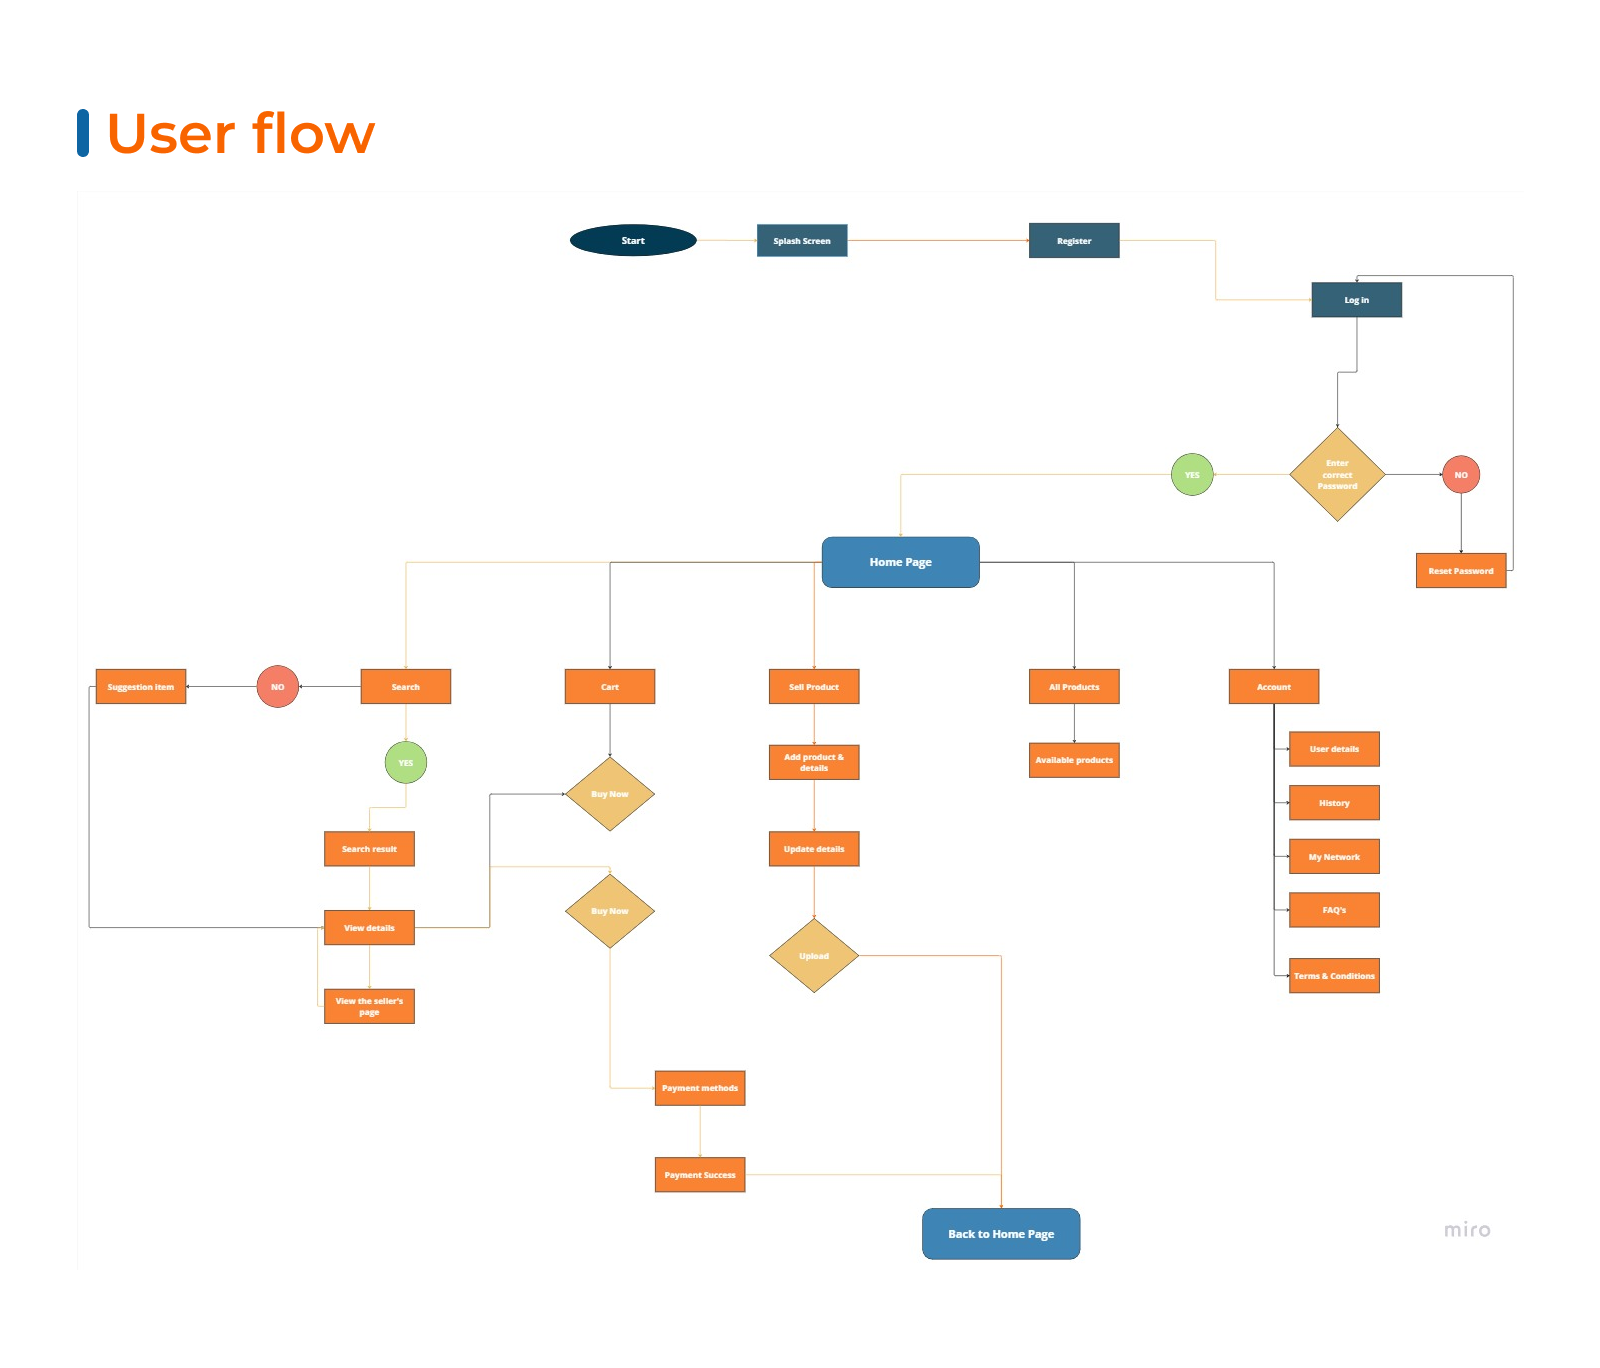 User flow
Start
Splash Screen
Register
Log in
Enter
correct
Password
YES
NO
Reset Password
Home Page
Suggestion item
NO
Search
Cart
Sell Product
All Products
Account
YES
Buy Now
Add product &
details
Available products
User details
History
Search result
Update details
My Network
View details
Buy Now
FAQ's
Upload
Terms & Conditions
View the seller's
page
Payment methods
Payment Success
Back to Home Page
miro